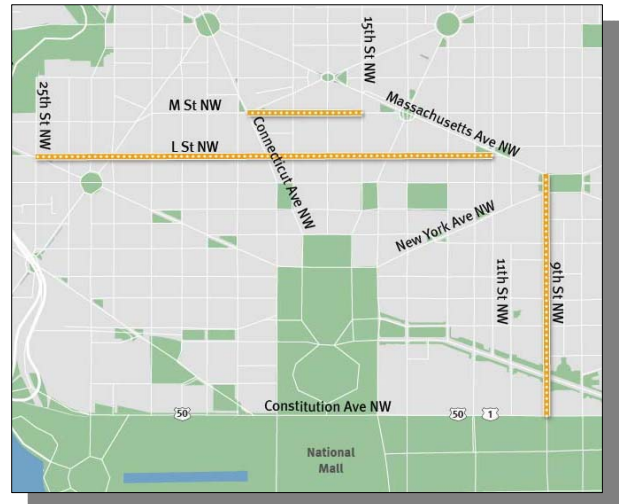 15th St NW
25th St NW
M St NW
Massachusetts Ave NW
L St NW
Connecticut Ave NW
New York Ave NW
11th St NW
9th St NW
Constitution Ave NW
50
50
1
National
Mall